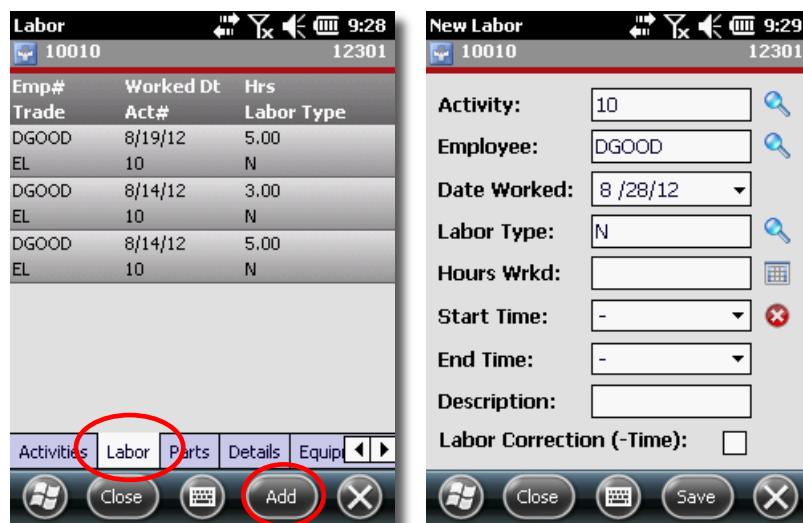 Labor 9:28
10010 12301
Emp# Worked Dt Hrs
Trade Act# Labor Type
DGOOD 8/19/12 5.00
EL 10 N
DGOOD 8/14/12 3.00
EL 10 N
DGOOD 8/14/12 5.00
EL 10 N
Activities Labor Parts Details Equip
Close Add
New Labor 9:29
10010 12301
Activity: 10
Employee: DGOOD
Date Worked: 8 /28/12
Labor Type: N
Hours Wrkd:
Start Time: -
End Time: -
Description:
Labor Correction (-Time):
Close Save